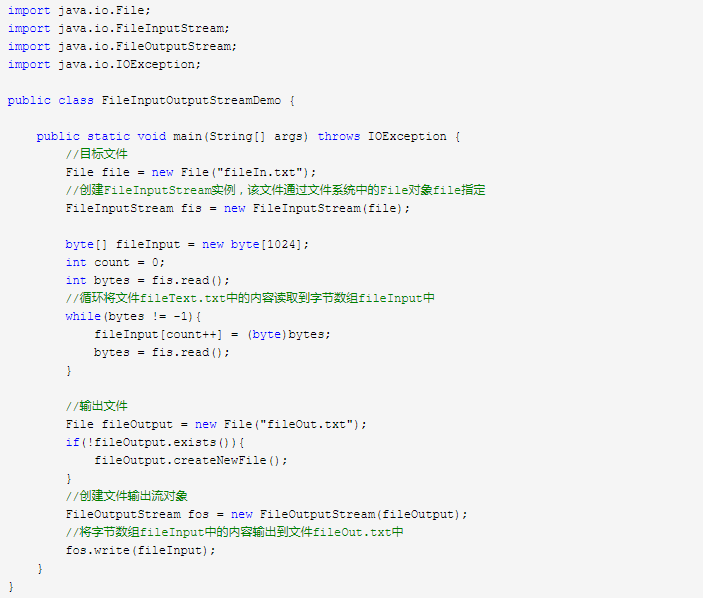 import java.io.File;
import java.io.FileInputStream;
import java.io.FileOutputStream;
import java.io.IOException;

public class FileInputOutputStreamDemo {

    public static void main(String[] args) throws IOException {
        //目标文件
        File file = new File("fileIn.txt");
        //创建FileInputStream实例，该文件通过文件系统中的File对象file指定
        FileInputStream fis = new FileInputStream(file);

        byte[] fileInput = new byte[1024];
        int count = 0;
        int bytes = fis.read();
        //循环将文件fileText.txt中的内容读取到字节数组fileInput中
        while(bytes != -1){
            fileInput[count++] = (byte)bytes;
            bytes = fis.read();
        }

        //输出文件
        File fileOutput = new File("fileOut.txt");
        if(!fileOutput.exists()){
            fileOutput.createNewFile();
        }
        //创建文件输出流对象
        FileOutputStream fos = new FileOutputStream(fileOutput);
        //将字节数组fileInput中的内容输出到文件fileOut.txt中
        fos.write(fileInput);
    }
}